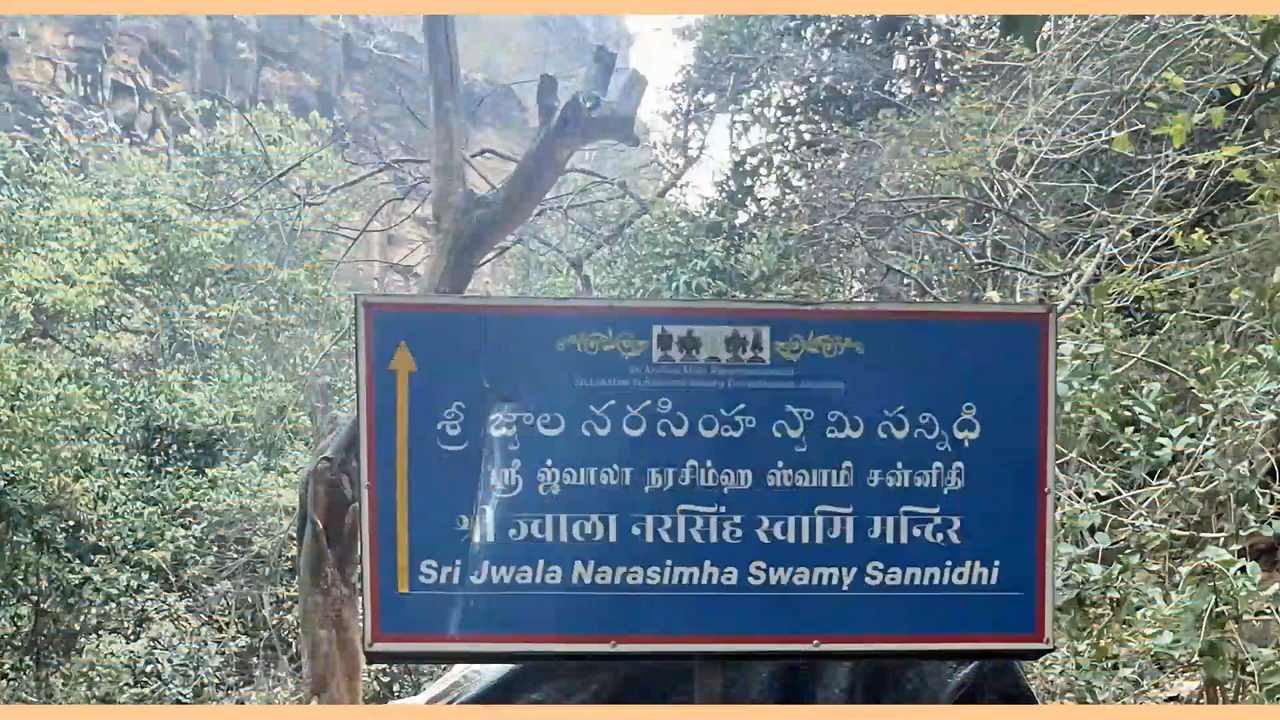 శ్రీ జ్వాల నరసింహ స్వామి సన్నిధి
ஸ்ரீ ஜ்வாலா நரசிம்ஹ ஸ்வாமி சன்னிதி
श्री ज्वाला नरसिंह स्वामि मन्दिर
Sri Jwala Narasimha Swamy Sannidhi